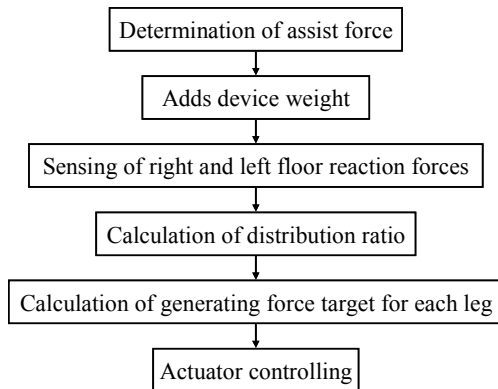 Determination of assist force
Adds device weight
Sensing of right and left floor reaction forces
Calculation of distribution ratio
Calculation of generating force target for each leg
Actuator controlling